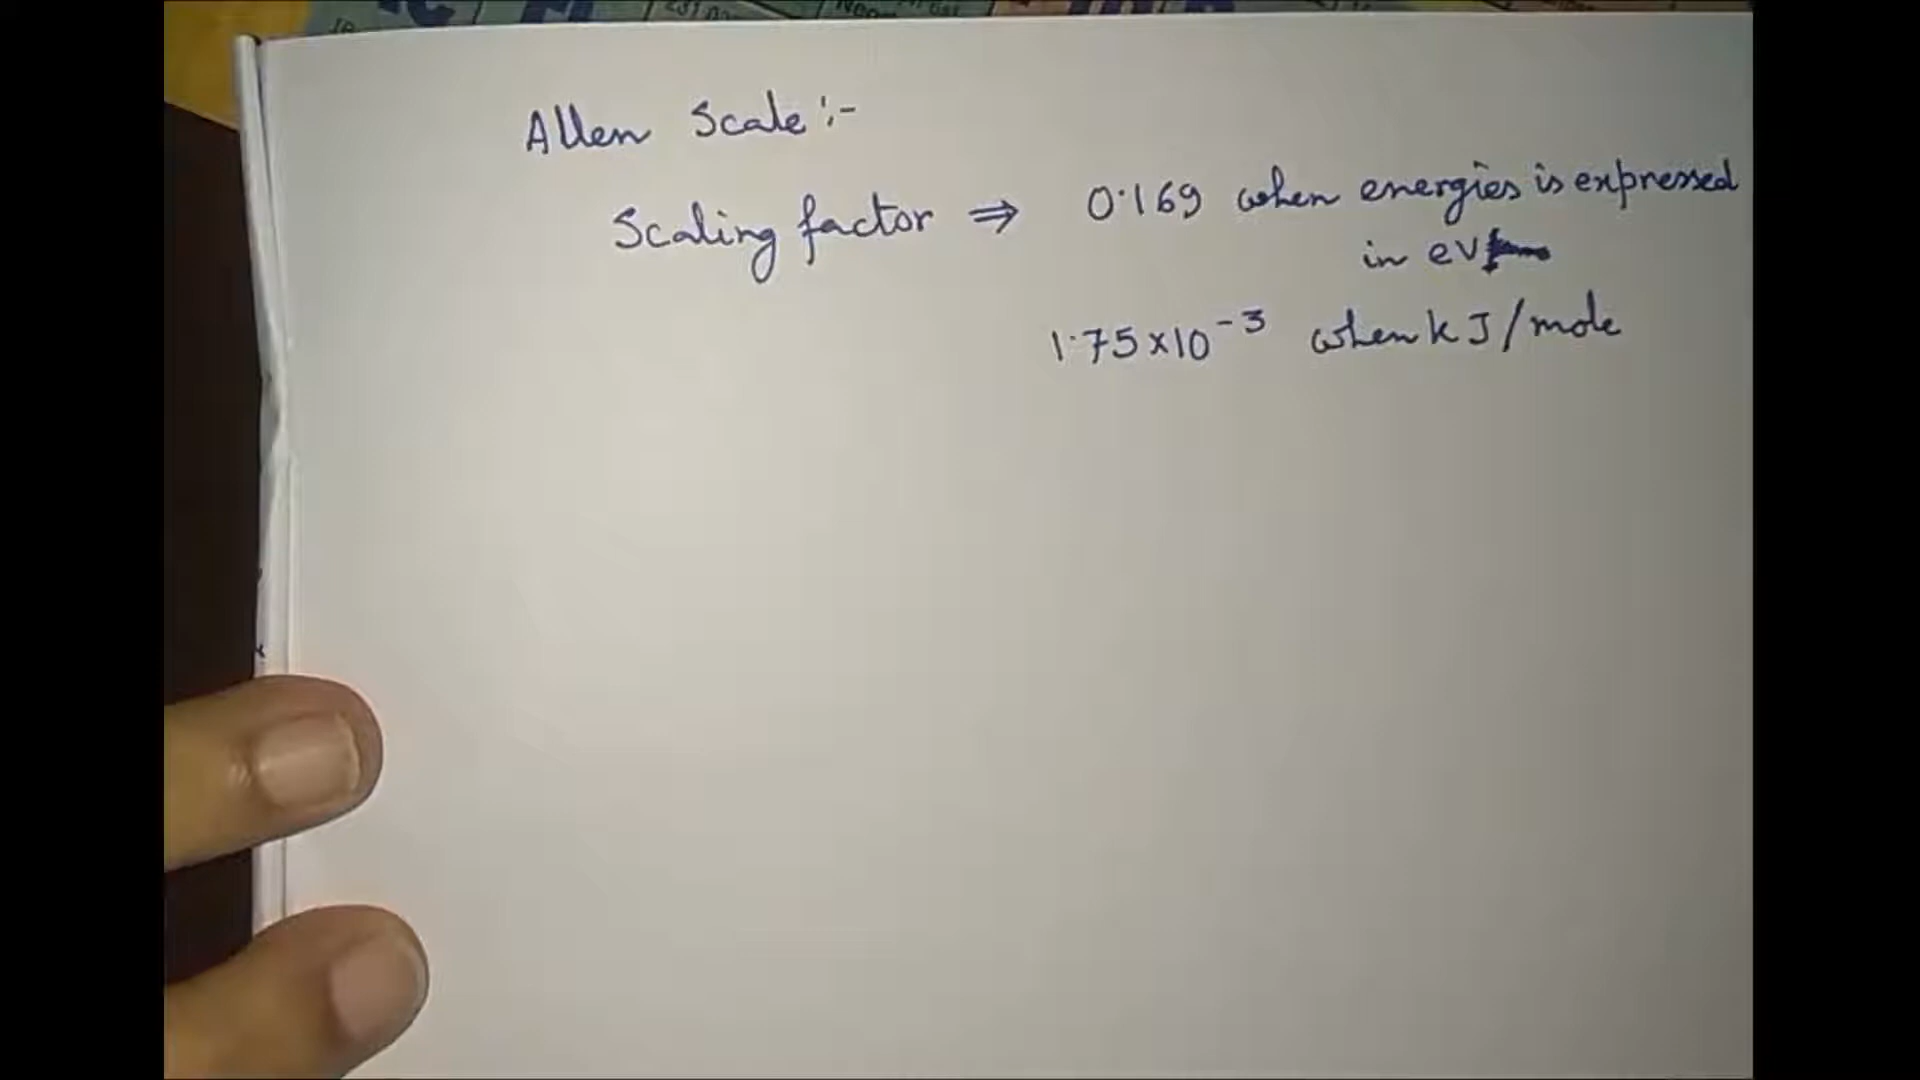 Allen Scale :-
Scaling factor ⇒ 0.169 when energies is expressed
in eV
1.75×10⁻³ when kJ/mole